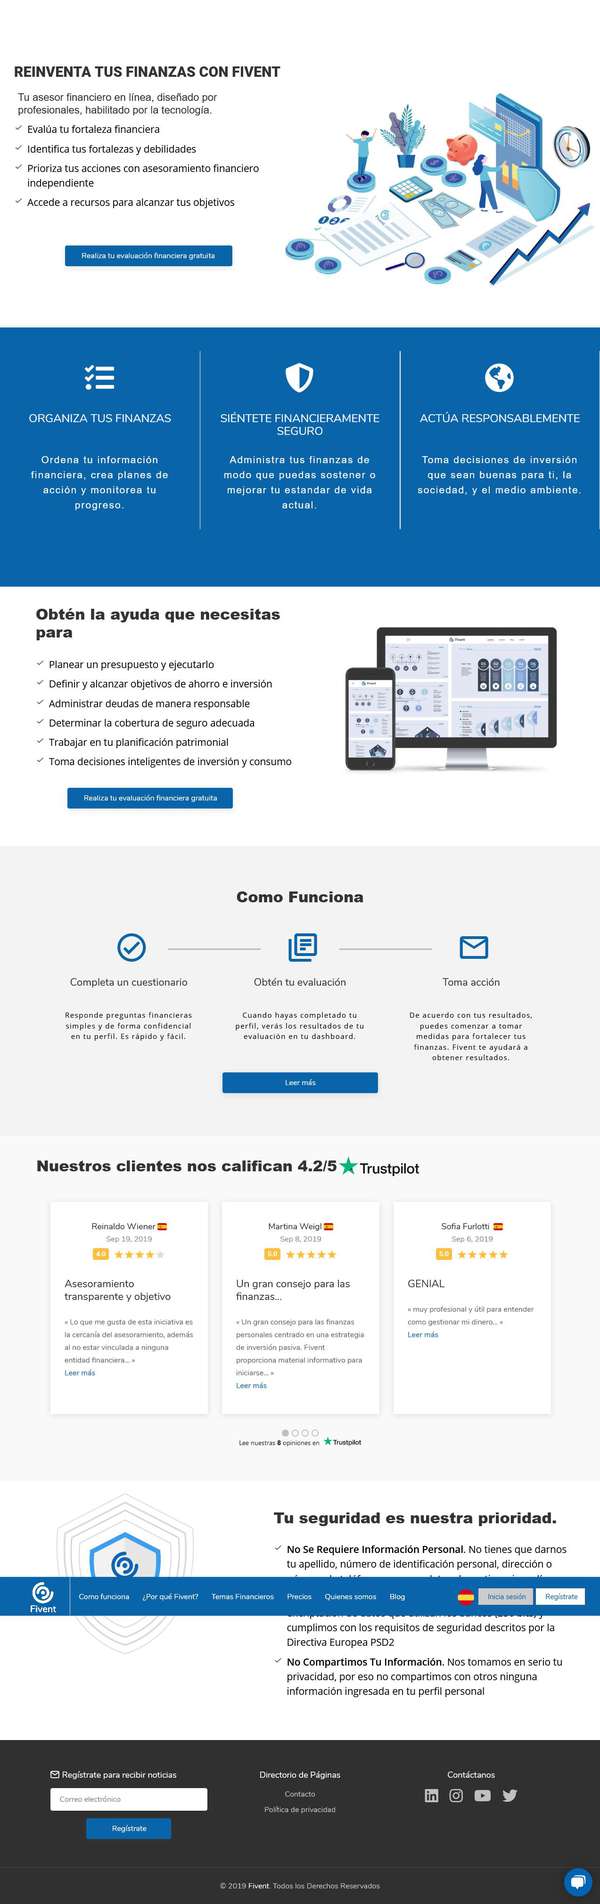 REINVENTA TUS FINANZAS CON FIVENT
Tu asesor financiero en línea, diseñado por
profesionales, habilitado por la tecnología.
Evalúa tu fortaleza financiera
Identifica tus fortalezas y debilidades
Prioriza tus acciones con asesoramiento financiero
independiente
Accede a recursos para alcanzar tus objetivos
Realiza tu evaluación financiera gratuita
ORGANIZA TUS FINANZAS
Ordena tu información
financiera, crea planes de
acción y monitorea tu
progreso.
SIÉNTETE FINANCIERAMENTE
SEGURO
Administra tus finanzas de
modo que puedas sostener o
mejorar tu estandar de vida
actual.
ACTÚA RESPONSABLEMENTE
Toma decisiones de inversión
que sean buenas para ti, la
sociedad, y el medio ambiente.
Obtén la ayuda que necesitas
para
Planear un presupuesto y ejecutarlo
Definir y alcanzar objetivos de ahorro e inversión
Administrar deudas de manera responsable
Determinar la cobertura de seguro adecuada
Trabajar en tu planificación patrimonial
Toma decisiones inteligentes de inversión y consumo
Realiza tu evaluación financiera gratuita
Como Funciona
Completa un cuestionario
Responde preguntas financieras
simples y de forma confidencial
en tu perfil. Es rápido y fácil.
Obtén tu evaluación
Cuando hayas completado tu
perfil, verás los resultados de tu
evaluación en tu dashboard.
Toma acción
De acuerdo con tus resultados,
puedes comenzar a tomar
medidas para fortalecer tus
finanzas. Fivent te ayudará a
obtener resultados.
Leer más
Nuestros clientes nos califican 4.2/5 Trustpilot
Reinaldo Wiener
Sep 19, 2019
4.0
Asesoramiento
transparente y objetivo
« Lo que me gusta de esta iniciativa es
la cercanía del asesoramiento, además
al no estar vinculada a ninguna
entidad financiera... »
Leer más
Martina Weigl
Sep 8, 2019
5.0
Un gran consejo para las
finanzas...
« Un gran consejo para las finanzas
personales centrado en una estrategia
de inversión pasiva. Fivent
proporciona material informativo para
iniciarse... »
Leer más
Sofia Furlotti
Sep 6, 2019
5.0
GENIAL
« muy profesional y útil para entender
como gestionar mi dinero... »
Leer más
Lee nuestras 8 opiniones en Trustpilot
Tu seguridad es nuestra prioridad.
No Se Requiere Información Personal. No tienes que darnos
tu apellido, número de identificación personal, dirección o
Fivent
Como funciona
¿Por qué Fivent?
Temas Financieros
Precios
Quienes somos
Blog
Inicia sesión
Regístrate
cumplimos con los requisitos de seguridad descritos por la
Directiva Europea PSD2
No Compartimos Tu Información. Nos tomamos en serio tu
privacidad, por eso no compartimos con otros ninguna
información ingresada en tu perfil personal
Regístrate para recibir noticias
Correo electrónico
Regístrate
Directorio de Páginas
Contacto
Política de privacidad
Contáctanos
© 2019 Fivent. Todos los Derechos Reservados